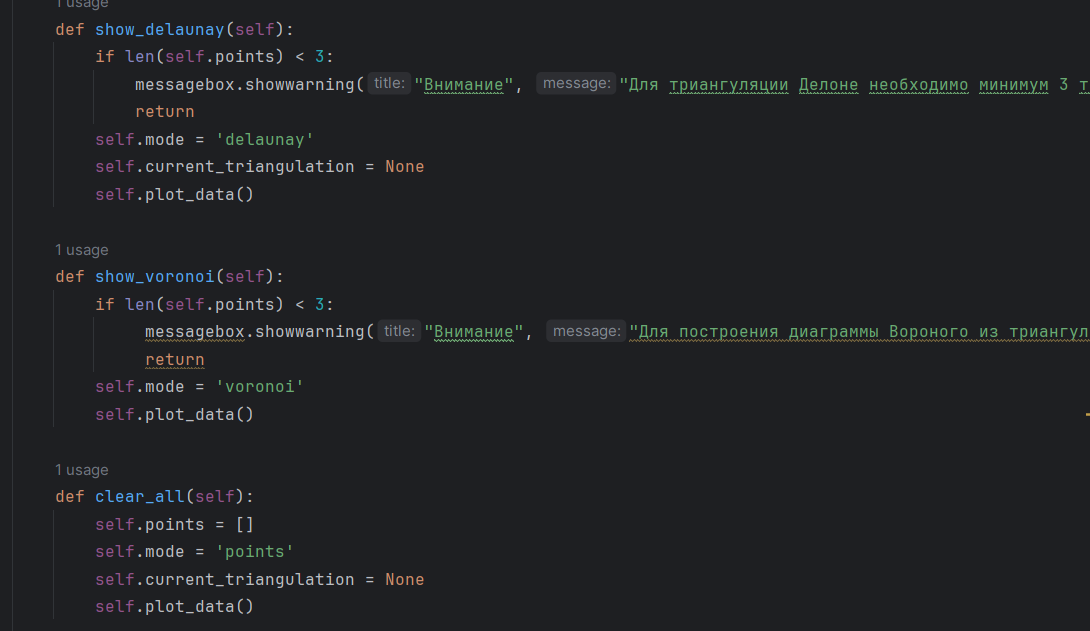 1 usage
def show_delaunay(self):
if len(self.points) < 3:
messagebox.showwarning( title: "Внимание", message: "Для триангуляции Делоне необходимо минимум 3
return
self.mode = 'delaunay'
self.current_triangulation = None
self.plot_data()
1 usage
def show_voronoi(self):
if len(self.points) < 3:
messagebox.showwarning( title: "Внимание", message: "Для построения диаграммы Вороного из триангул
return
self.mode = 'voronoi'
self.plot_data()
1 usage
def clear_all(self):
self.points = []
self.mode = 'points'
self.current_triangulation = None
self.plot_data()